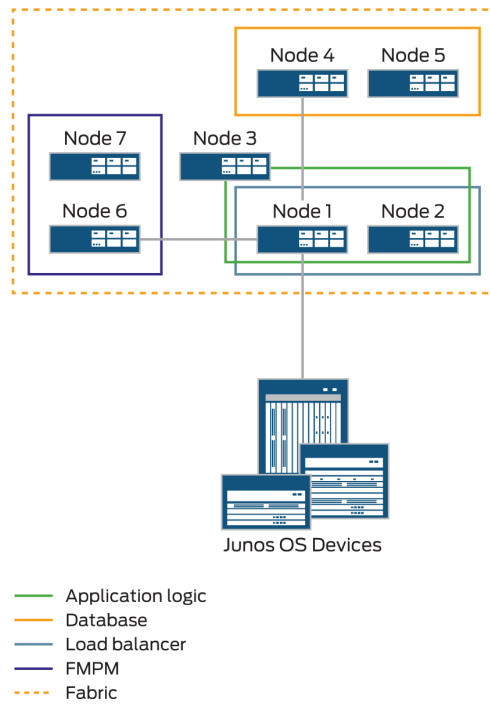 Node 4 Node 5
Node 7 Node 3
Node 6 Node 1 Node 2
Junos OS Devices
Application logic
Database
Load balancer
FMPM
Fabric